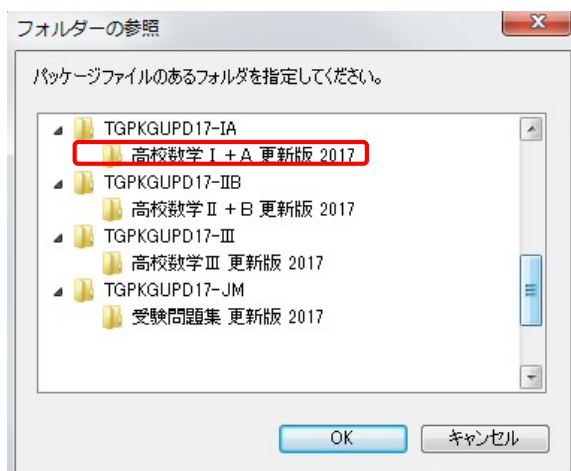 フォルダーの参照
パッケージファイルのあるフォルダを指定してください。
TGPKGUPD17-IA
高校数学Ⅰ+A 更新版 2017
TGPKGUPD17-ⅡB
高校数学Ⅱ+B 更新版 2017
TGPKGUPD17-Ⅲ
高校数学Ⅲ 更新版 2017
TGPKGUPD17-JM
受験問題集 更新版 2017
OK キャンセル